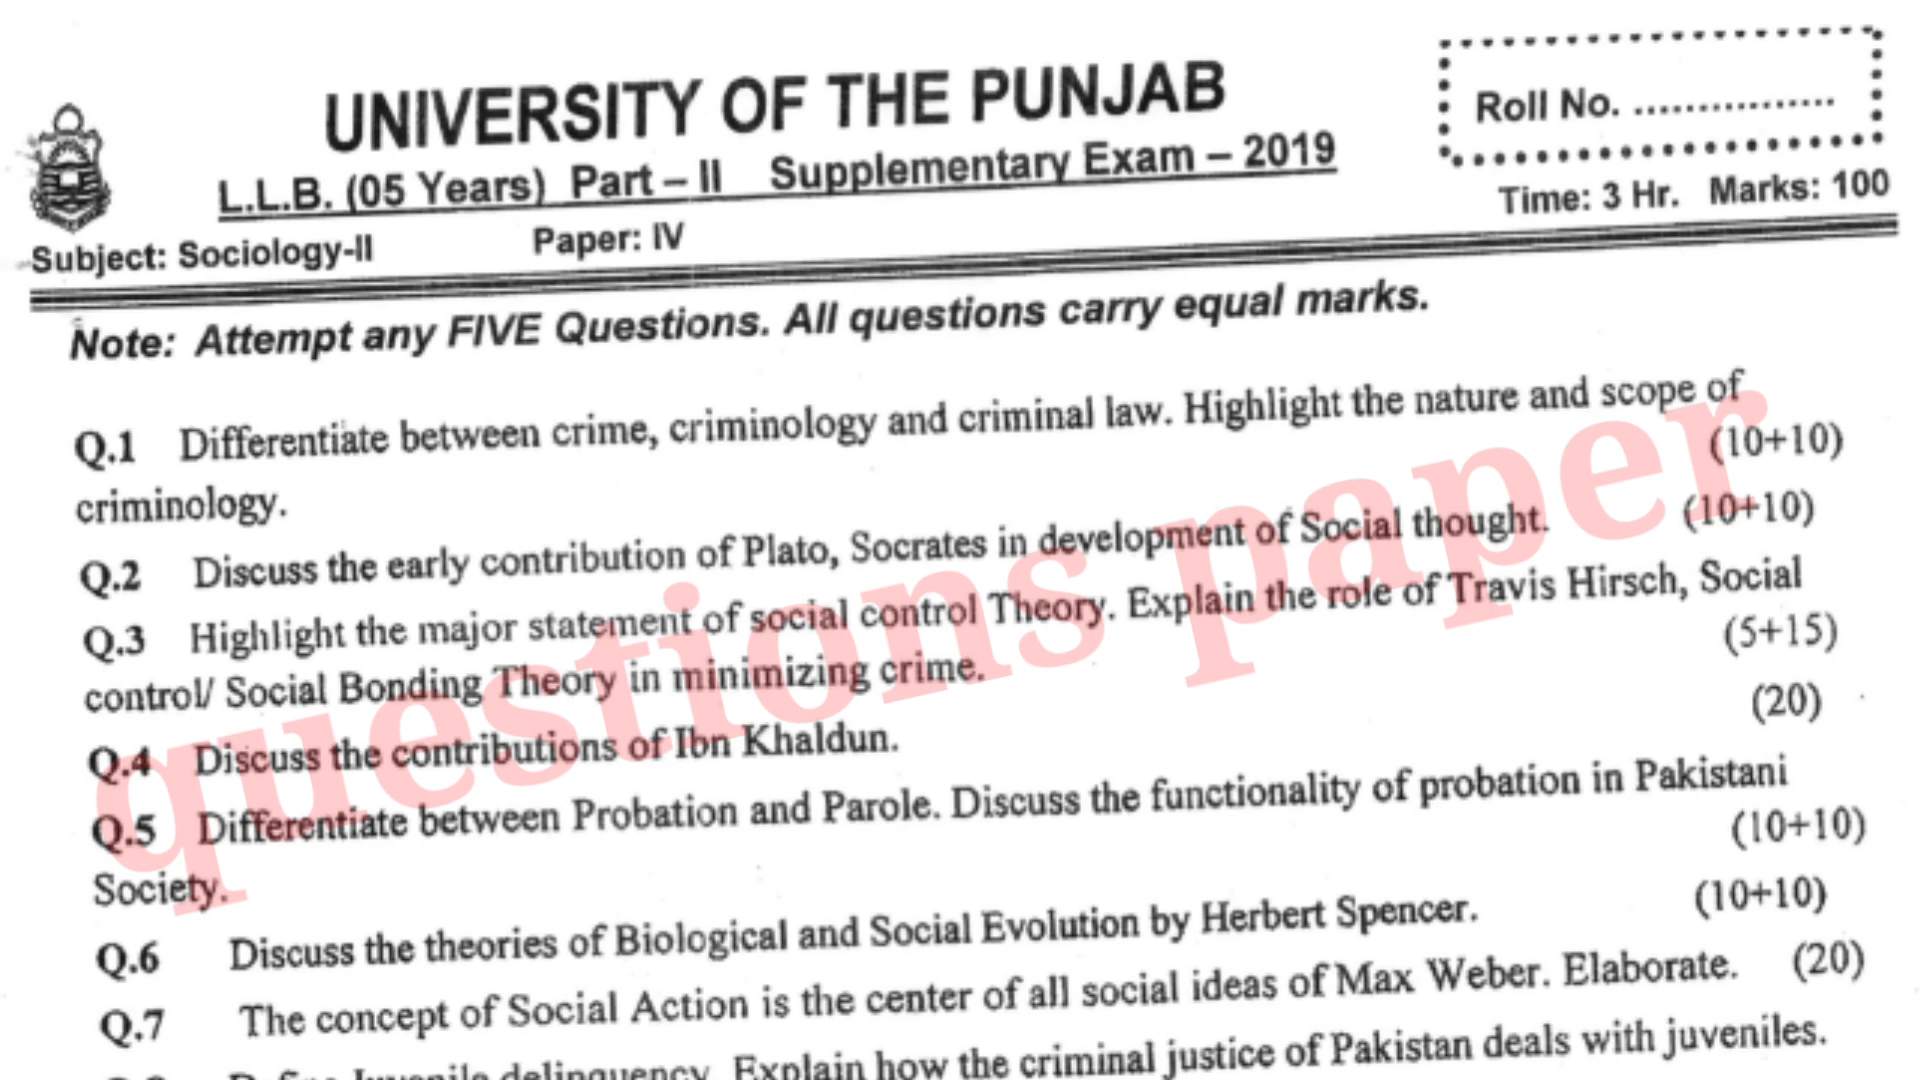 UNIVERSITY OF THE PUNJAB
L.L.B. (05 Years) Part – II Supplementary Exam – 2019
Roll No. ................
Subject: Sociology-II Paper: IV
Time: 3 Hr. Marks: 100
Note: Attempt any FIVE Questions. All questions carry equal marks.
Q.1 Differentiate between crime, criminology and criminal law. Highlight the nature and scope of
criminology. (10+10)
Q.2 Discuss the early contribution of Plato, Socrates in development of Social thought. (10+10)
Q.3 Highlight the major statement of social control Theory. Explain the role of Travis Hirsch, Social
control/ Social Bonding Theory in minimizing crime. (5+15)
Q.4 Discuss the contributions of Ibn Khaldun. (20)
Q.5 Differentiate between Probation and Parole. Discuss the functionality of probation in Pakistani
Society. (10+10)
Q.6 Discuss the theories of Biological and Social Evolution by Herbert Spencer. (10+10)
Q.7 The concept of Social Action is the center of all social ideas of Max Weber. Elaborate. (20)
Juvenile delinquency. Explain how the criminal justice of Pakistan deals with juveniles.
questions paper